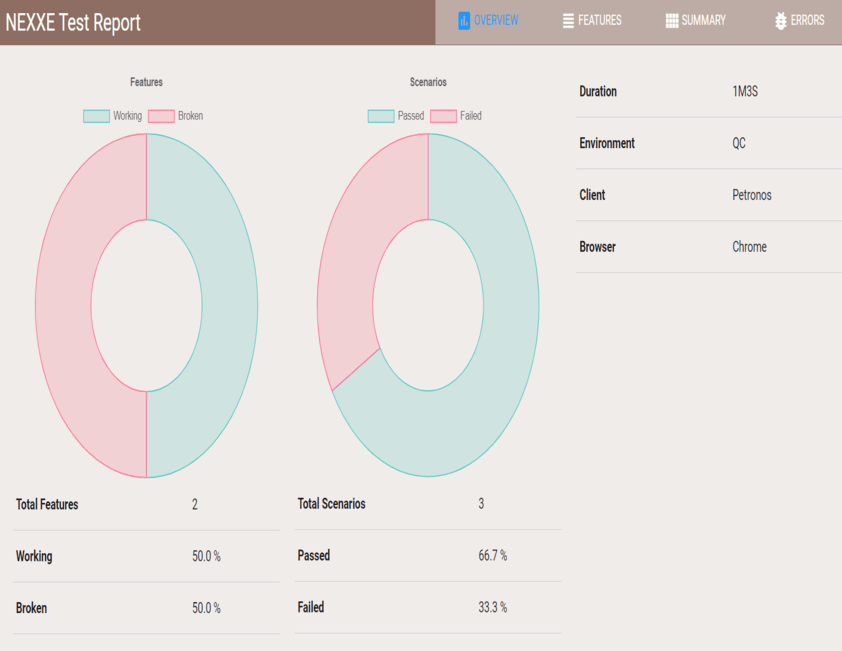 NEXXE Test Report
OVERVIEW
FEATURES
SUMMARY
ERRORS
Features
Working Broken
Total Features 2
Working 50.0 %
Broken 50.0 %
Scenarios
Passed Failed
Total Scenarios 3
Passed 66.7 %
Failed 33.3 %
Duration 1M3S
Environment QC
Client Petronos
Browser Chrome